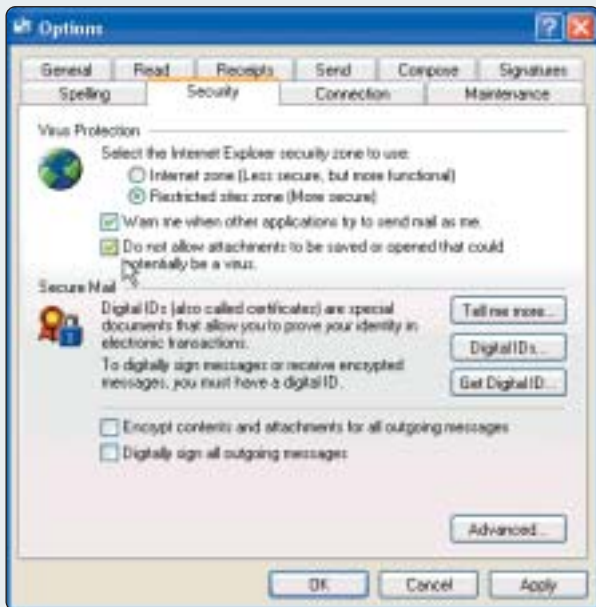 Options
General Read Receipts Send Compose Signatures
Spelling Security Connection Maintenance
Virus Protection
Select the Internet Explorer security zone to use:
Internet zone (Less secure, but more functional)
Restricted sites zone (More secure)
Warn me when other applications try to send mail as me.
Do not allow attachments to be saved or opened that could
potentially be a virus.
Secure Mail
Digital IDs (also called certificates) are special
documents that allow you to prove your identity in
electronic transactions.
Tell me more...
To digitally sign messages or receive encrypted
messages, you must have a digital ID.
Digital IDs...
Get Digital ID...
Encrypt contents and attachments for all outgoing messages
Digitally sign all outgoing messages
Advanced...
OK Cancel Apply